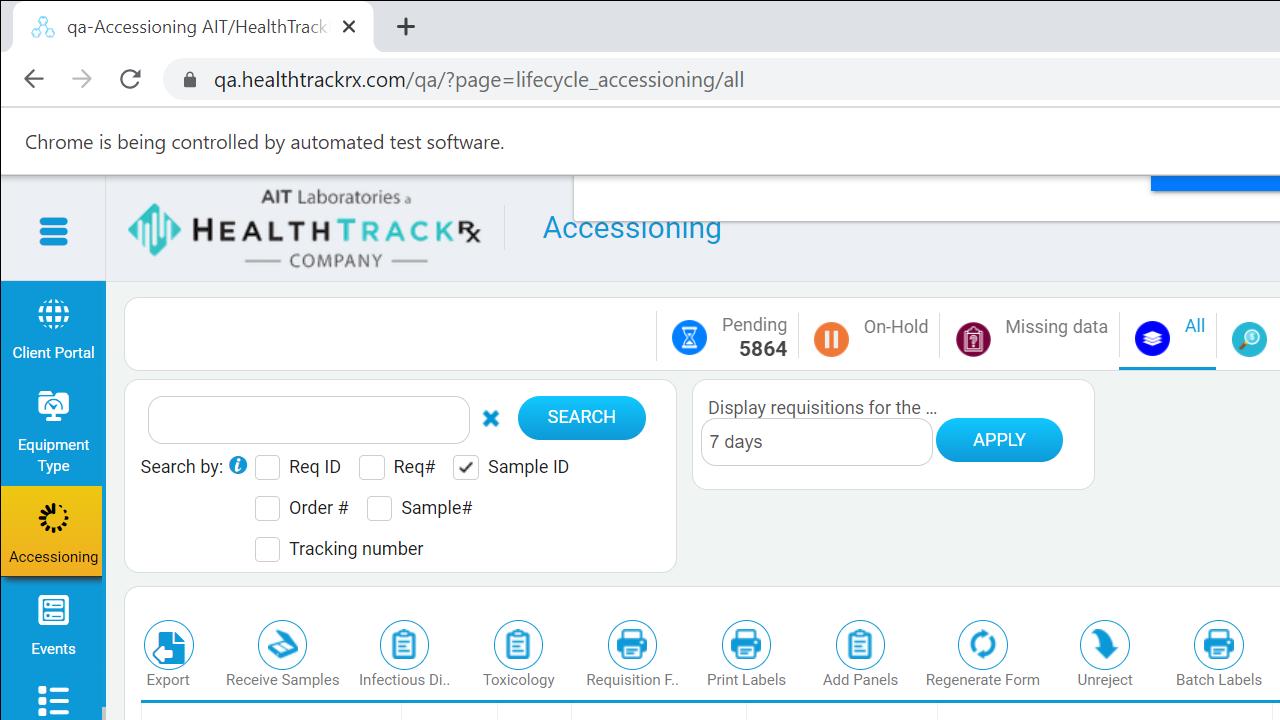 qa-Accessioning AIT/HealthTrack
qa.healthtrackrx.com/qa/?page=lifecycle_accessioning/all
Chrome is being controlled by automated test software.
AIT Laboratories a
HEALTHTRACKRx
COMPANY
Accessioning
Client Portal
Equipment
Type
Accessioning
Events
Pending
5864
On-Hold
Missing data
All
SEARCH
Search by:
Req ID
Req#
Sample ID
Order #
Sample#
Tracking number
Display requisitions for the ...
7 days
APPLY
Export
Receive Samples
Infectious Di..
Toxicology
Requisition F..
Print Labels
Add Panels
Regenerate Form
Unreject
Batch Labels